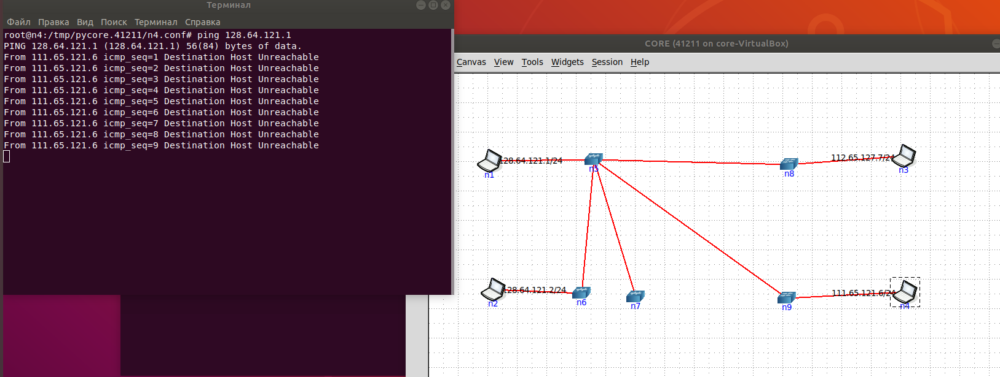 Терминал
Файл Правка Вид Поиск Терминал Справка
root@n4:/tmp/pycore.41211/n4.conf# ping 128.64.121.1
PING 128.64.121.1 (128.64.121.1) 56(84) bytes of data.
From 111.65.121.6 icmp_seq=1 Destination Host Unreachable
From 111.65.121.6 icmp_seq=2 Destination Host Unreachable
From 111.65.121.6 icmp_seq=3 Destination Host Unreachable
From 111.65.121.6 icmp_seq=4 Destination Host Unreachable
From 111.65.121.6 icmp_seq=5 Destination Host Unreachable
From 111.65.121.6 icmp_seq=6 Destination Host Unreachable
From 111.65.121.6 icmp_seq=7 Destination Host Unreachable
From 111.65.121.6 icmp_seq=8 Destination Host Unreachable
From 111.65.121.6 icmp_seq=9 Destination Host Unreachable
CORE (41211 on core-VirtualBox)
Canvas View Tools Widgets Session Help
128.64.121.1/24
112.65.127.7/24
n1
n5
n8
n3
128.64.121.2/24
111.65.121.6/24
n2
n6
n7
n9
n4